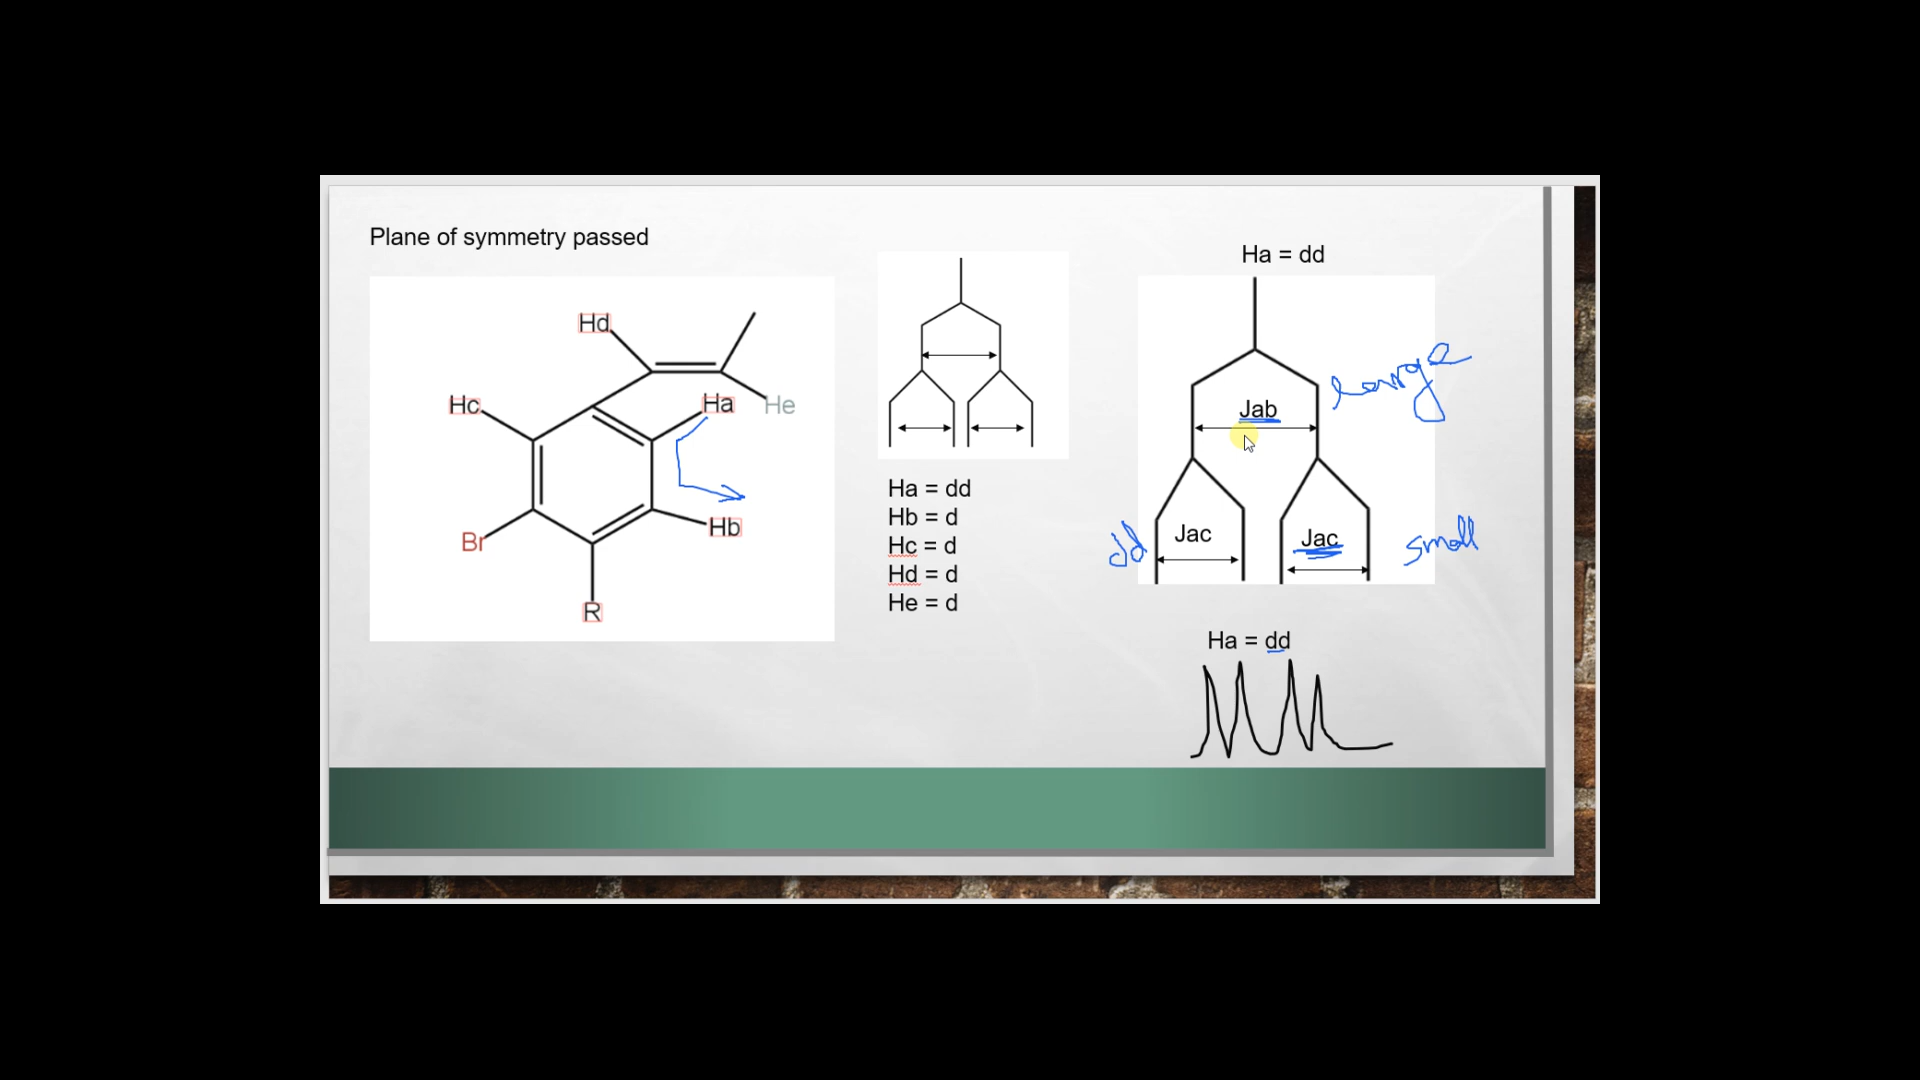 Plane of symmetry passed
Hd
Hc
Ha
He
Br
Hb
R
Ha = dd
Hb = d
Hc = d
Hd = d
He = d
Ha = dd
large
Jab
dd
Jac
Jac
small
Ha = dd